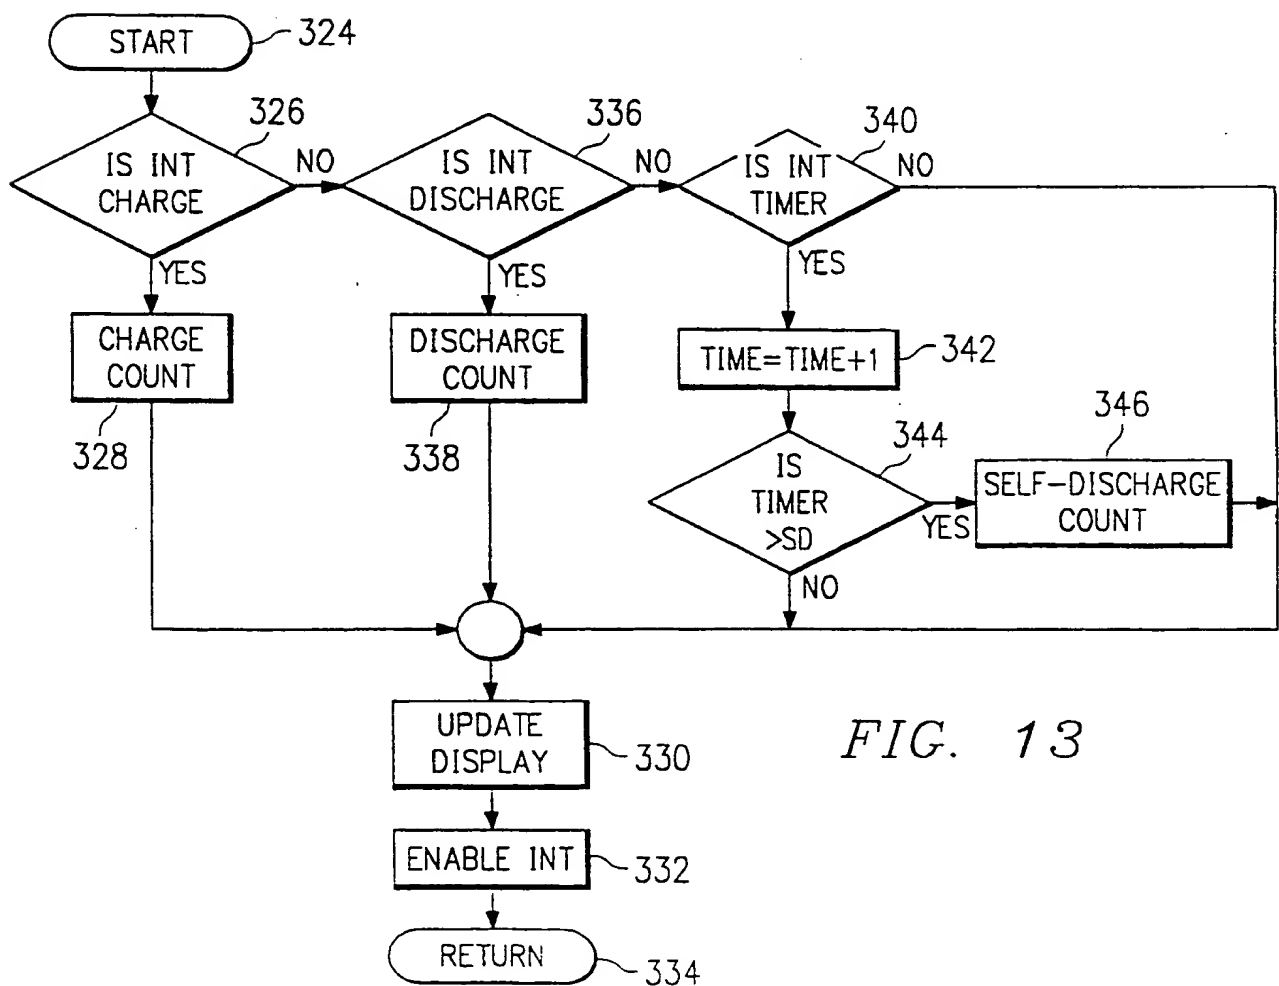 START
324
326
IS INT
CHARGE
NO
336
IS INT
DISCHARGE
NO
340
IS INT
TIMER
NO
YES
YES
YES
CHARGE
COUNT
328
DISCHARGE
COUNT
338
TIME=TIME+1
342
344
IS
TIMER
>SD
YES
346
SELF-DISCHARGE
COUNT
NO
UPDATE
DISPLAY
330
FIG. 13
ENABLE INT
332
RETURN
334